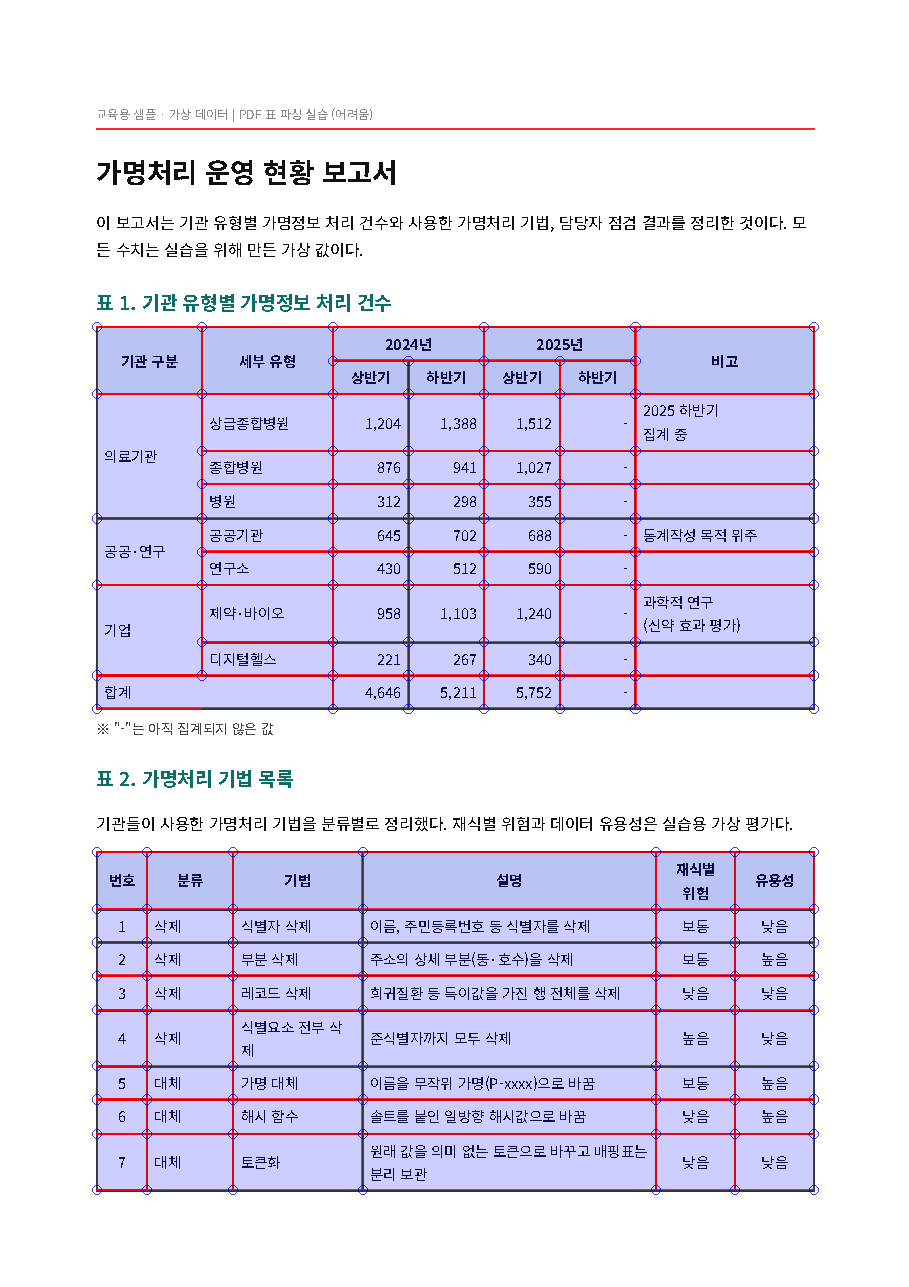 교육용 샘플 · 가상 데이터 | PDF 표 파싱 실습 (어려움)
가명처리 운영 현황 보고서
이 보고서는 기관 유형별 가명정보 처리 건수와 사용한 가명처리 기법, 담당자 점검 결과를 정리한 것이다. 모
든 수치는 실습을 위해 만든 가상 값이다.
표 1. 기관 유형별 가명정보 처리 건수
기관 구분 세부 유형 2024년 2025년 비고
상반기 하반기 상반기 하반기
의료기관 상급종합병원 1,204 1,388 1,512 - 2025 하반기
집계 중
종합병원 876 941 1,027 -
병원 312 298 355 -
공공·연구 공공기관 645 702 688 - 통계작성 목적 위주
연구소 430 512 590 -
기업 제약·바이오 958 1,103 1,240 - 과학적 연구
(신약 효과 평가)
디지털헬스 221 267 340 -
합계 4,646 5,211 5,752 -
※ "-"는 아직 집계되지 않은 값
표 2. 가명처리 기법 목록
기관들이 사용한 가명처리 기법을 분류별로 정리했다. 재식별 위험과 데이터 유용성은 실습용 가상 평가다.
번호 분류 기법 설명 재식별 유용성
위험
1 삭제 식별자 삭제 이름, 주민등록번호 등 식별자를 삭제 보통 낮음
2 삭제 부분 삭제 주소의 상세 부분(동·호수)을 삭제 보통 높음
3 삭제 레코드 삭제 희귀질환 등 특이값을 가진 행 전체를 삭제 낮음 낮음
4 삭제 식별요소 전부 삭 준식별자까지 모두 삭제 높음 낮음
제
5 대체 가명 대체 이름을 무작위 가명(P-xxxx)으로 바꿈 보통 높음
6 대체 해시 함수 솔트를 붙인 일방향 해시값으로 바꿈 낮음 높음
7 대체 토큰화 원래 값을 의미 없는 토큰으로 바꾸고 매핑표는 낮음 낮음
분리 보관